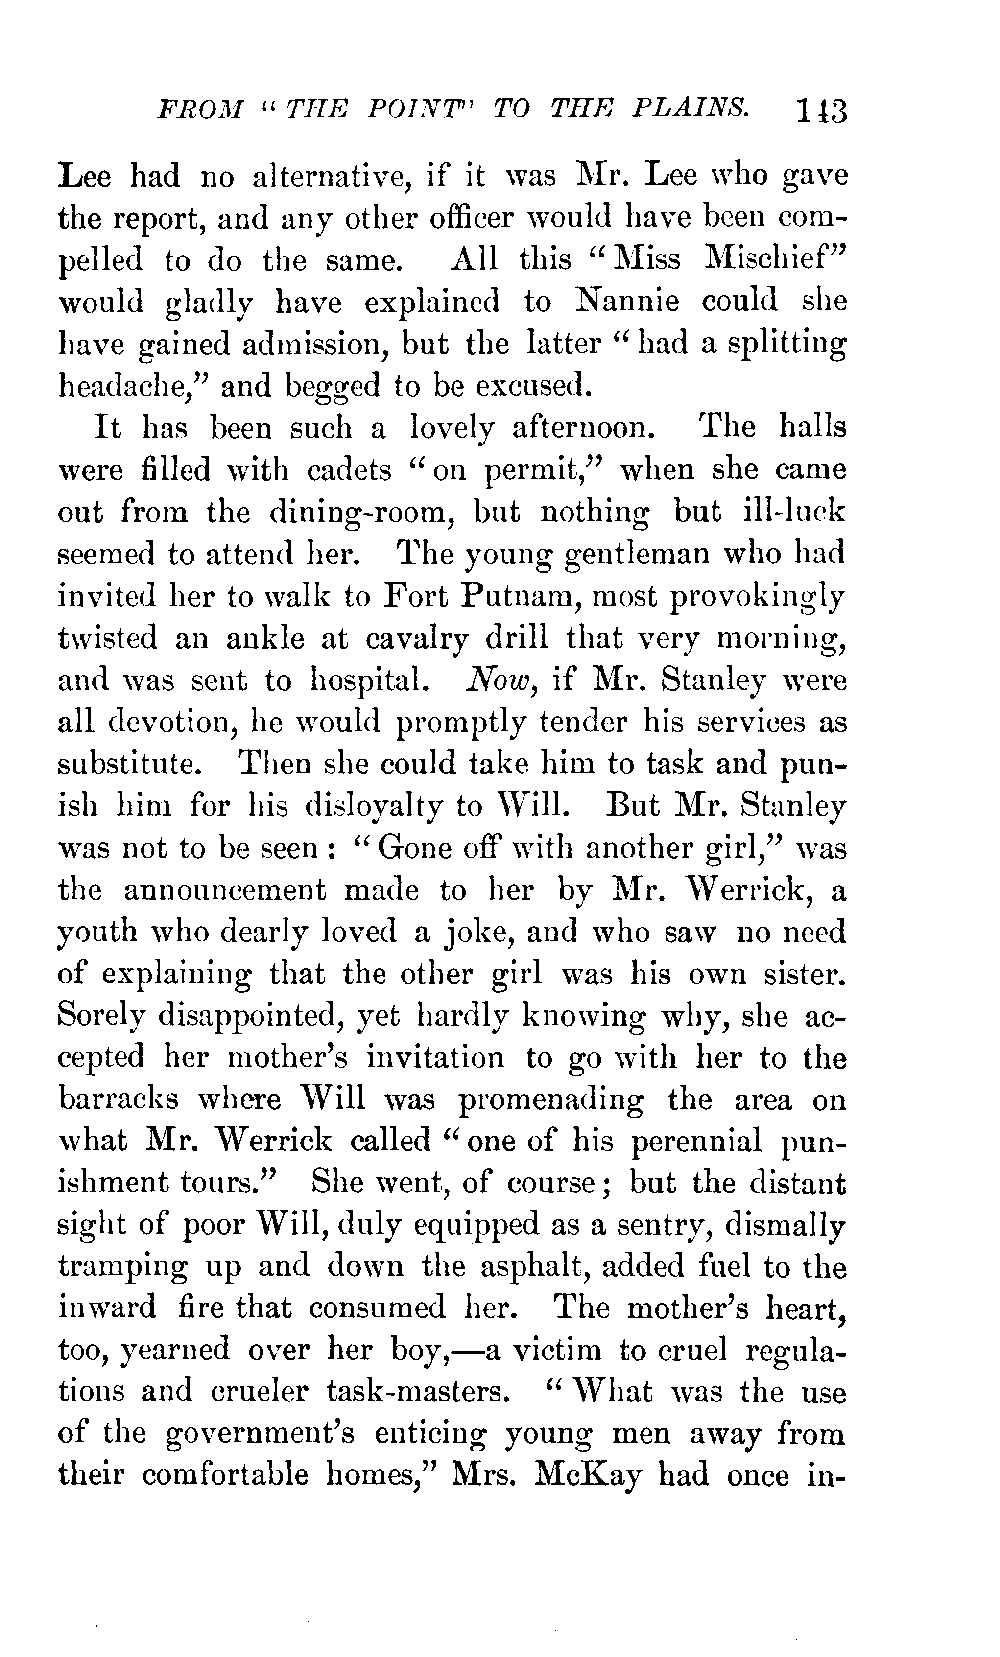 FROM "THE POINT" TO THE PLAINS. 143
Lee had no alternative, if it was Mr. Lee who gave
the report, and any other officer would have been com-
pelled to do the same. All this "Miss Mischief"
would gladly have explained to Nannie could she
have gained admission, but the latter "had a splitting
headache," and begged to be excused.
It has been such a lovely afternoon. The halls
were filled with cadets "on permit," when she came
out from the dining-room, but nothing but ill-luck
seemed to attend her. The young gentleman who had
invited her to walk to Fort Putnam, most provokingly
twisted an ankle at cavalry drill that very morning,
and was sent to hospital. Now, if Mr. Stanley were
all devotion, he would promptly tender his services as
substitute. Then she could take him to task and pun-
ish him for his disloyalty to Will. But Mr. Stanley
was not to be seen: "Gone off with another girl," was
the announcement made to her by Mr. Werrick, a
youth who dearly loved a joke, and who saw no need
of explaining that the other girl was his own sister.
Sorely disappointed, yet hardly knowing why, she ac-
cepted her mother's invitation to go with her to the
barracks where Will was promenading the area on
what Mr. Werrick called "one of his perennial pun-
ishment tours." She went, of course; but the distant
sight of poor Will, duly equipped as a sentry, dismally
tramping up and down the asphalt, added fuel to the
inward fire that consumed her. The mother's heart,
too, yearned over her boy,—a victim to cruel regula-
tions and crueler task-masters. "What was the use
of the government's enticing young men away from
their comfortable homes," Mrs. McKay had once in-